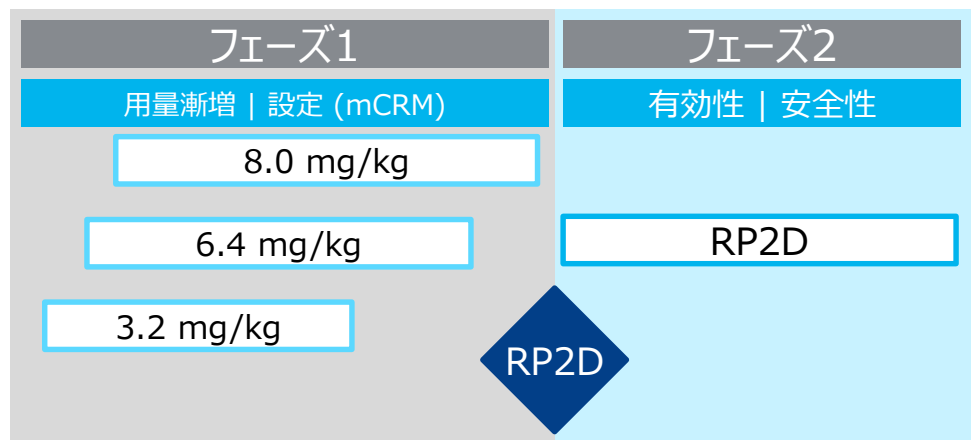 フェーズ1
用量漸増 | 設定 (mCRM)
8.0 mg/kg
6.4 mg/kg
3.2 mg/kg
RP2D
フェーズ2
有効性 | 安全性
RP2D